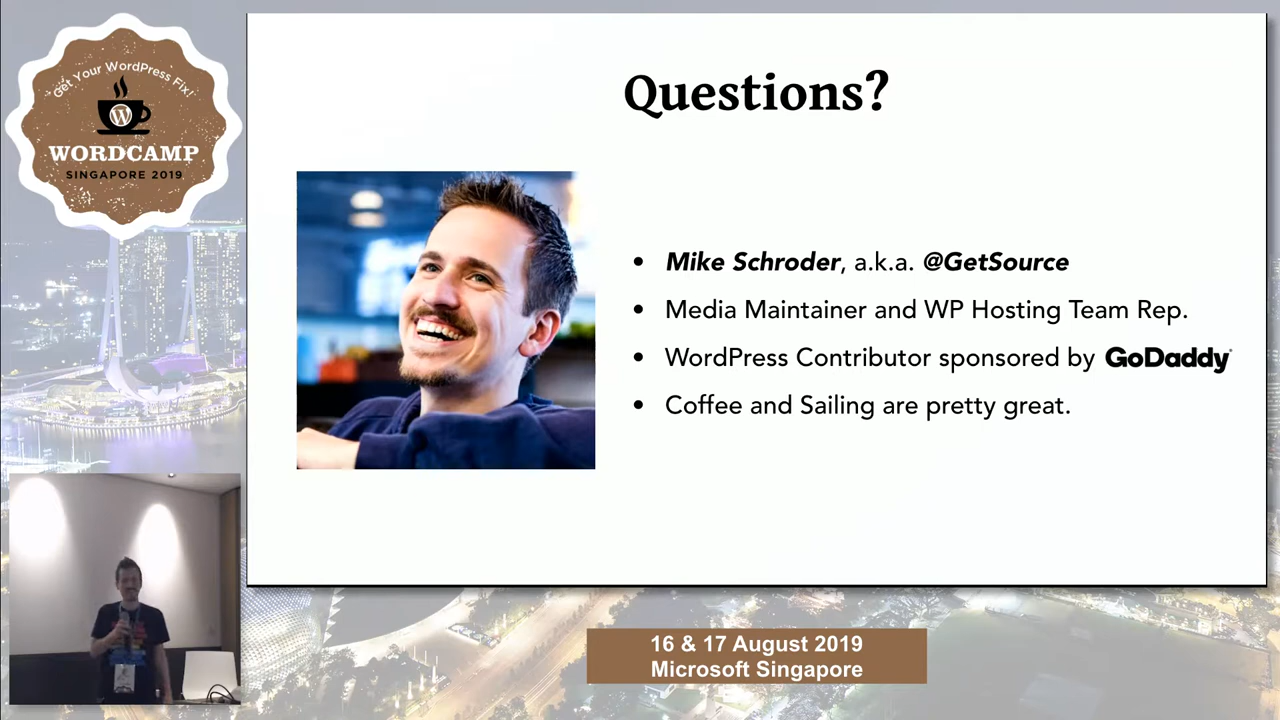 Get Your WordPress Fix!
WORDCAMP
SINGAPORE 2019
Questions?
• Mike Schroder, a.k.a. @GetSource
• Media Maintainer and WP Hosting Team Rep.
• WordPress Contributor sponsored by GoDaddy
• Coffee and Sailing are pretty great.
16 & 17 August 2019
Microsoft Singapore